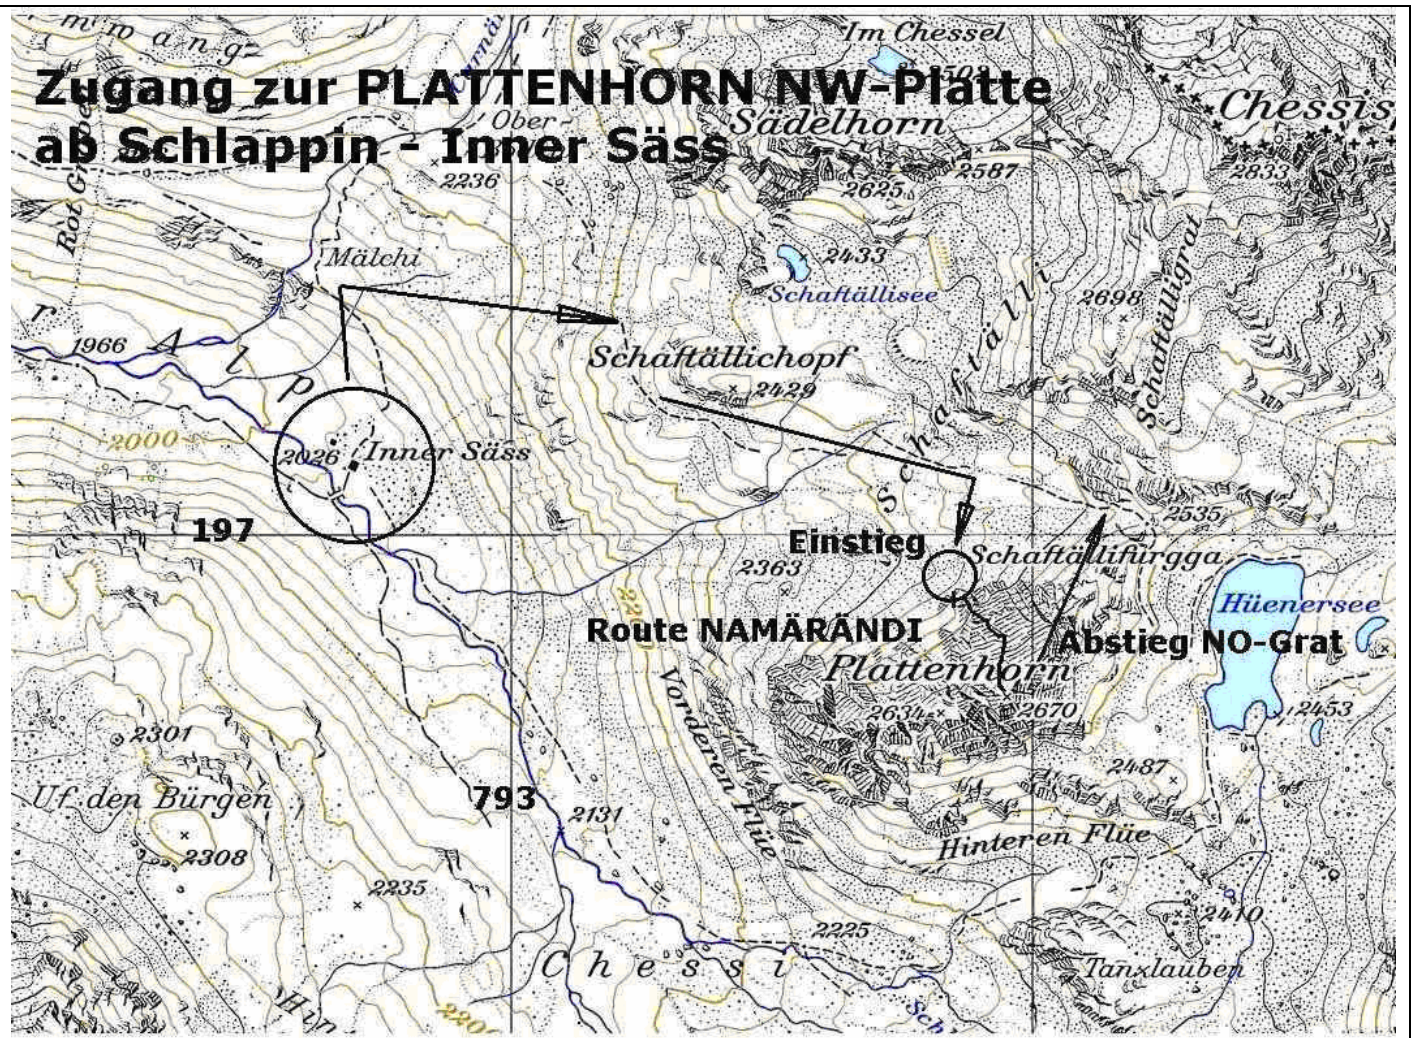 Im Chessel
Zugang zur PLATTENHORN NW-Platte
Chessis
Ober-
Sädelhorn
ab Schlappin - Inner Säss
2236
2625
2587
2833
Mälchi
2433
Schaftällisee
2698
Schaftälligrat
r Alp
1966
Schaftällichopf
2429
Schaftälli
2000
2026
Inner Säss
197
2535
Einstieg
Schaftällifurgga
2363
Hüenersee
Route NAMÄRÄNDI
Abstieg NO-Grat
Plattenhorn
Vorderen Flüe
2634
2670
2453
2301
2487
Uf den Bürgen
793
2131
Hinteren Flüe
2308
2235
2410
2225
Chessi
Tanxlauben